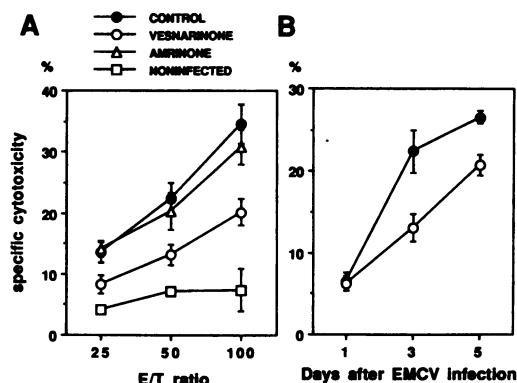 A
CONTROL
VESNARINONE
AMRINONE
NONINFECTED
B
%
40
30
20
10
0
specific cytotoxicity
25 50 100
E/T ratio
%
30
20
10
0
1 3 5
Days after EMCV infection